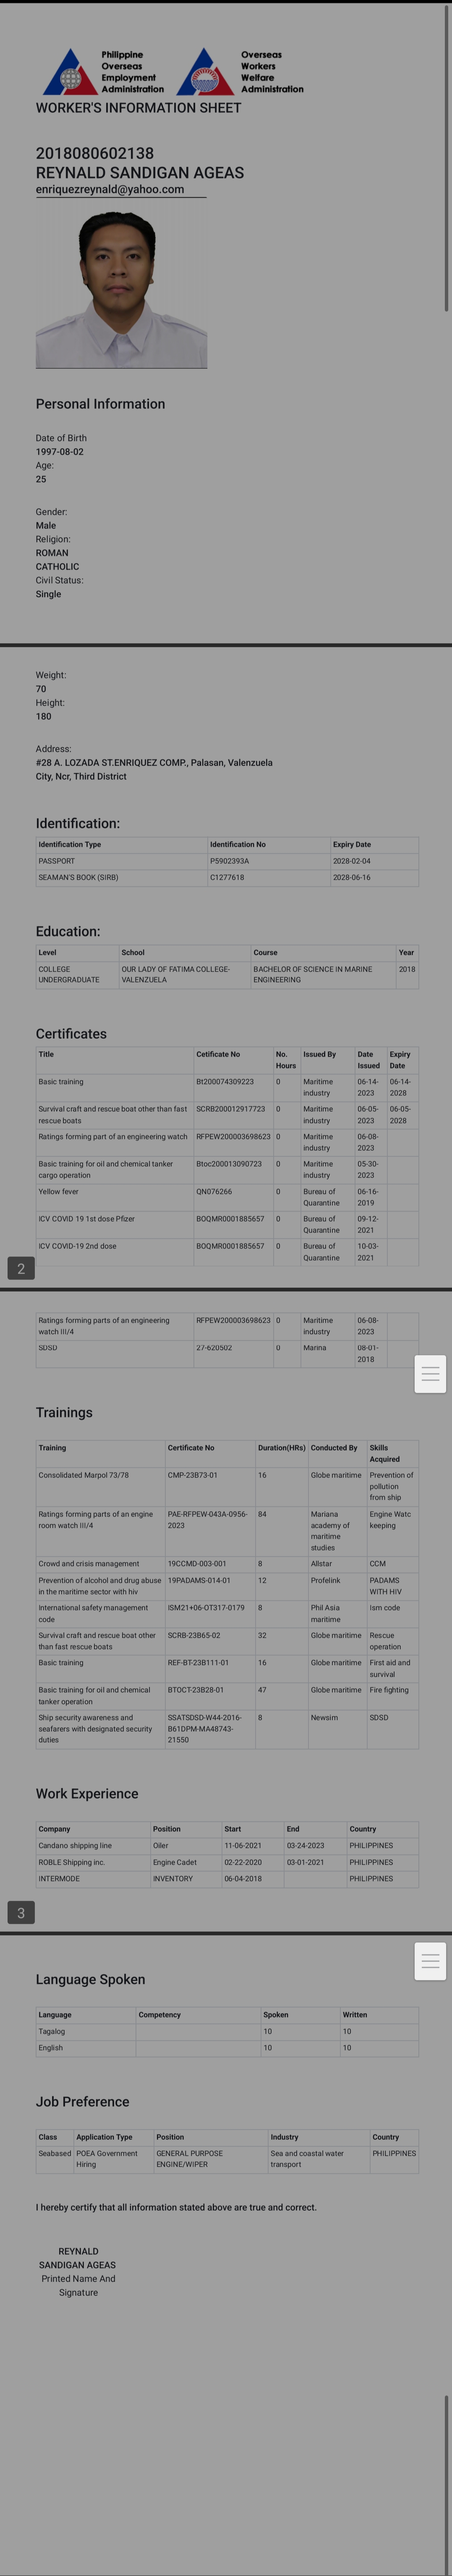 Philippine
Overseas
Employment
Administration
Overseas
Workers
Welfare
Administration
WORKER'S INFORMATION SHEET
2018080602138
REYNALD SANDIGAN AGEAS
enriquezreynald@yahoo.com
Personal Information
Date of Birth
1997-08-02
Age:
25
Gender:
Male
Religion:
ROMAN
CATHOLIC
Civil Status:
Single
Weight:
70
Height:
180
Address:
#28 A. LOZADA ST.ENRIQUEZ COMP., Palasan, Valenzuela
City, Ncr, Third District
Identification:
Identification Type Identification No Expiry Date
PASSPORT P5902393A 2028-02-04
SEAMAN'S BOOK (SIRB) C1277618 2028-06-16
Education:
Level School Course Year
COLLEGE OUR LADY OF FATIMA COLLEGE- BACHELOR OF SCIENCE IN MARINE 2018
UNDERGRADUATE VALENZUELA ENGINEERING
Certificates
Title Cetificate No No. Issued By Date Expiry
Hours Issued Date
Basic training Bt200074309223 0 Maritime 06-14- 06-14-
industry 2023 2028
Survival craft and rescue boat other than fast SCRB200012917723 0 Maritime 06-05- 06-05-
rescue boats industry 2023 2028
Ratings forming part of an engineering watch RFPEW200003698623 0 Maritime 06-08-
industry 2023
Basic training for oil and chemical tanker Btoc200013090723 0 Maritime 05-30-
cargo operation industry 2023
Yellow fever QN076266 0 Bureau of 06-16-
Quarantine 2019
ICV COVID 19 1st dose Pfizer BOQMR0001885657 0 Bureau of 09-12-
Quarantine 2021
ICV COVID-19 2nd dose BOQMR0001885657 0 Bureau of 10-03-
Quarantine 2021
2
Ratings forming parts of an engineering RFPEW200003698623 0 Maritime 06-08-
watch III/4 industry 2023
SDSD 27-620502 0 Marina 08-01-
2018
Trainings
Training Certificate No Duration(HRs) Conducted By Skills
Acquired
Consolidated Marpol 73/78 CMP-23B73-01 16 Globe maritime Prevention of
pollution
from ship
Ratings forming parts of an engine PAE-RFPEW-043A-0956- 84 Mariana Engine Watc
room watch III/4 2023 academy of keeping
maritime
studies
Crowd and crisis management 19CCMD-003-001 8 Allstar CCM
Prevention of alcohol and drug abuse 19PADAMS-014-01 12 Profelink PADAMS
in the maritime sector with hiv WITH HIV
international safety management ISM21+06-OT317-0179 8 Phil Asia Ism code
code maritime
Survival craft and rescue boat other SCRB-23B65-02 32 Globe maritime Rescue
than fast rescue boats operation
Basic training REF-BT-23B111-01 16 Globe maritime First aid and
survival
Basic training for oil and chemical BTOCT-23B28-01 47 Globe maritime Fire fighting
tanker operation
Ship security awareness and SSATSDSD-W44-2016- 8 Newsim SDSD
seafarers with designated security B61DPM-MA48743-
duties 21550
Work Experience
Company Position Start End Country
Candano shipping line Oiler 11-06-2021 03-24-2023 PHILIPPINES
ROBLE Shipping inc. Engine Cadet 02-22-2020 03-01-2021 PHILIPPINES
INTERMODE INVENTORY 06-04-2018 PHILIPPINES
3
Language Spoken
Language Competency Spoken Written
Tagalog 10 10
English 10 10
Job Preference
Class Application Type Position Industry Country
Seabased POEA Government GENERAL PURPOSE Sea and coastal water PHILIPPINES
Hiring ENGINE/WIPER transport
I hereby certify that all information stated above are true and correct.
REYNALD
SANDIGAN AGEAS
Printed Name And
Signature